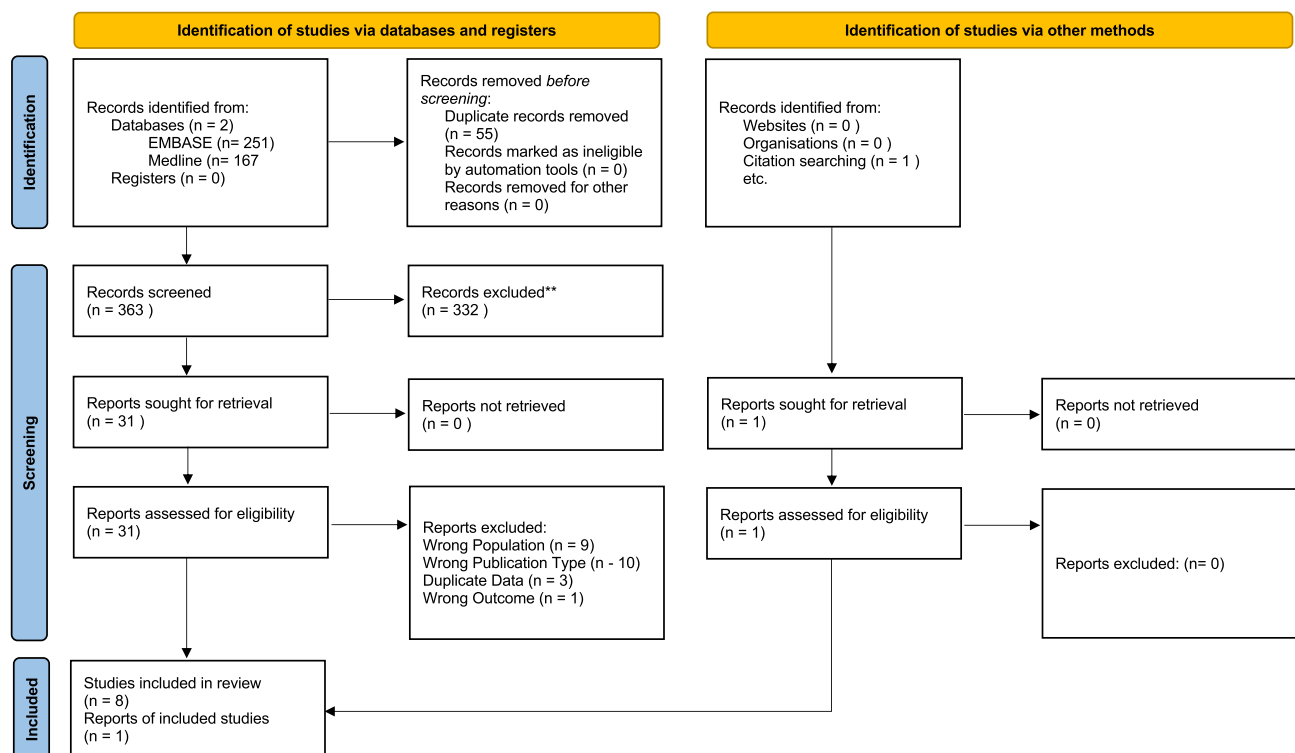 Identification of studies via databases and registers
Identification of studies via other methods
Identification
Records identified from:
Databases (n = 2)
EMBASE (n= 251)
Medline (n= 167
Registers (n = 0)
Records removed before
screening:
Duplicate records removed
(n = 55)
Records marked as ineligible
by automation tools (n = 0)
Records removed for other
reasons (n = 0)
Records identified from:
Websites (n = 0 )
Organisations (n = 0 )
Citation searching (n = 1 )
etc.
Screening
Records screened
(n = 363 )
Records excluded**
(n = 332 )
Reports sought for retrieval
(n = 31 )
Reports not retrieved
(n = 0 )
Reports sought for retrieval
(n = 1)
Reports not retrieved
(n = 0)
Reports assessed for eligibility
(n = 31)
Reports excluded:
Wrong Population (n = 9)
Wrong Publication Type (n - 10)
Duplicate Data (n = 3)
Wrong Outcome (n = 1)
Reports assessed for eligibility
(n = 1)
Reports excluded: (n= 0)
Included
Studies included in review
(n = 8)
Reports of included studies
(n = 1)